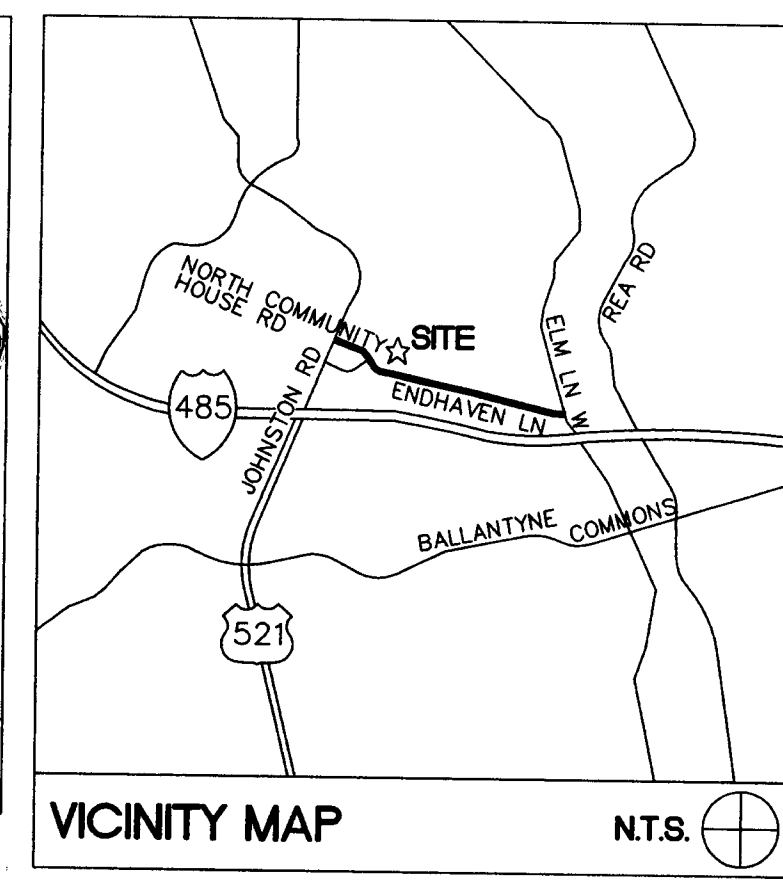 NORTH COMMUNITY
HOUSE RD
SITE
REA RD
ELM LN W
JOHNSTON RD
ENDHAVEN LN
485
BALLANTYNE COMMONS
521
VICINITY MAP
N.T.S.